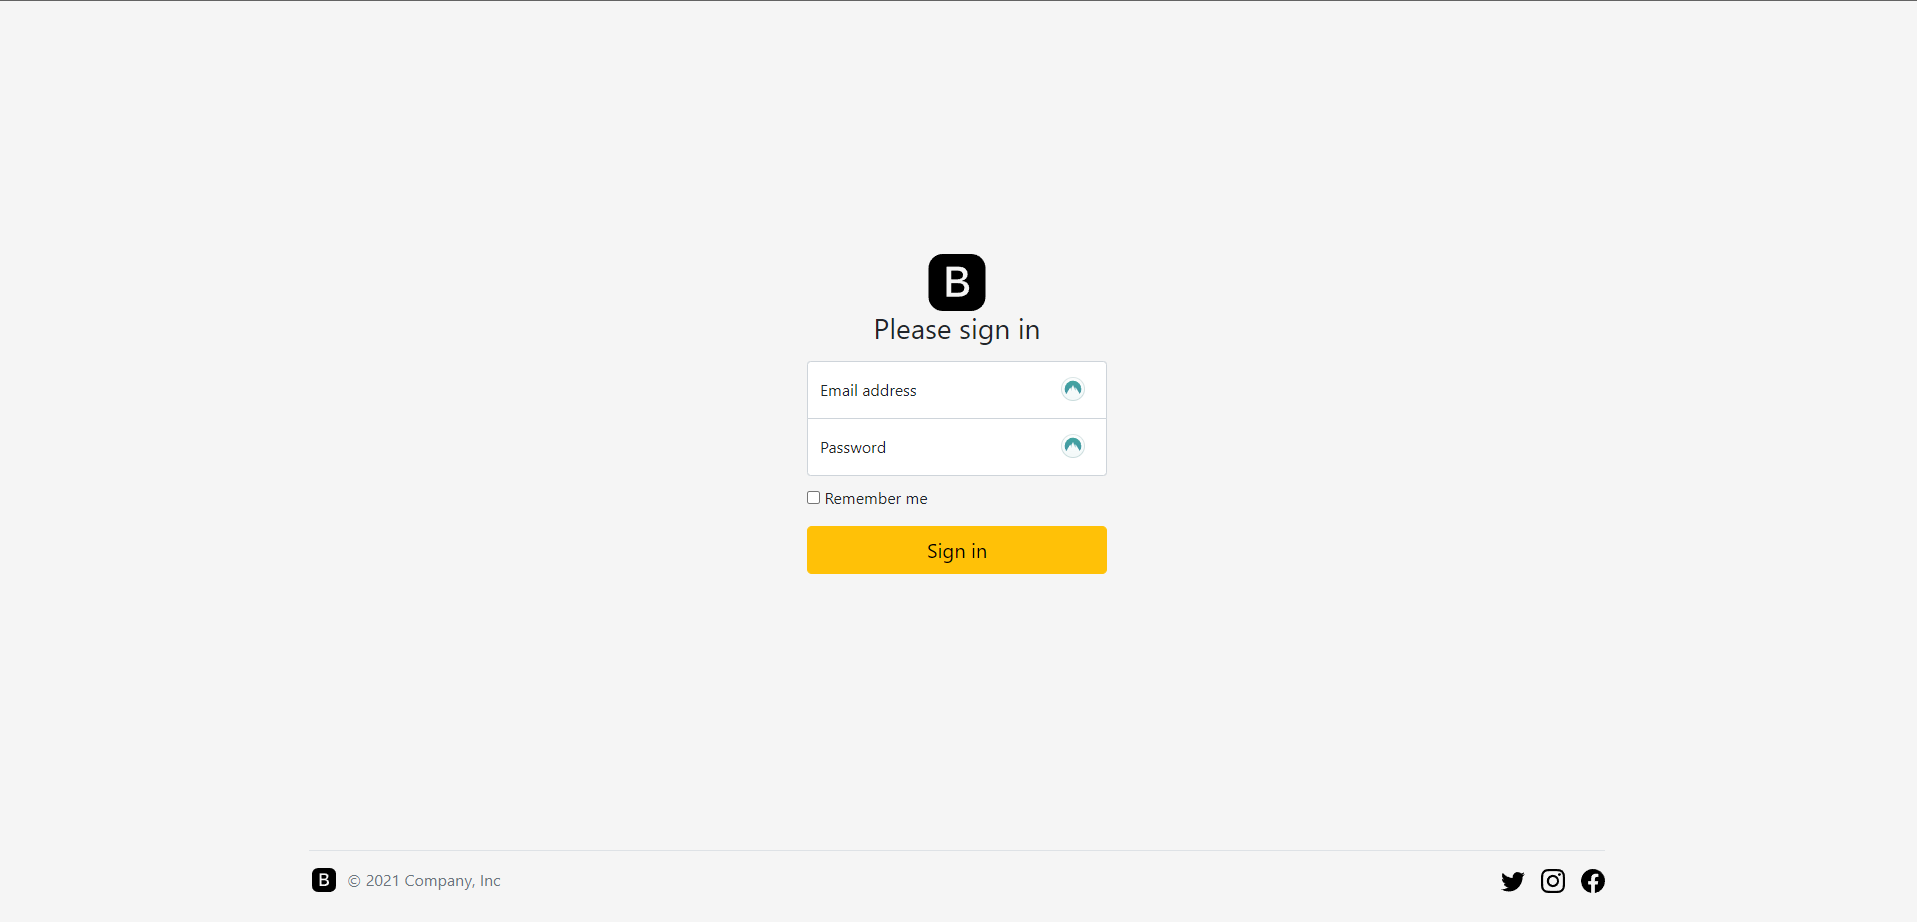 B
Please sign in
Email address
Password
Remember me
Sign in
B © 2021 Company, Inc